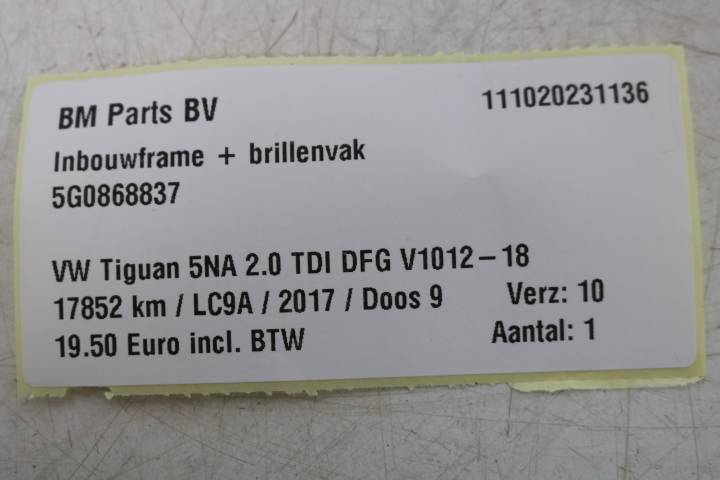 BM Parts BV 111020231136
Inbouwframe + brillenvak
5G0868837
VW Tiguan 5NA 2.0 TDI DFG V1012-18
17852 km / LC9A / 2017 / Doos 9 Verz: 10
19.50 Euro incl. BTW Aantal: 1